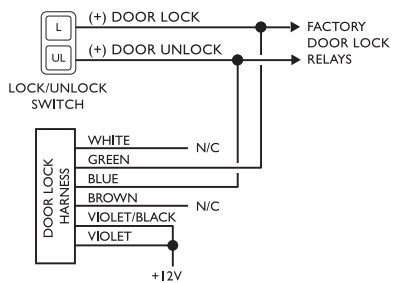 L
(+) DOOR LOCK
FACTORY
DOOR LOCK
RELAYS
UL
(+) DOOR UNLOCK
LOCK/UNLOCK
SWITCH
DOOR LOCK
HARNESS
WHITE
N/C
GREEN
BLUE
BROWN
N/C
VIOLET/BLACK
VIOLET
+12V